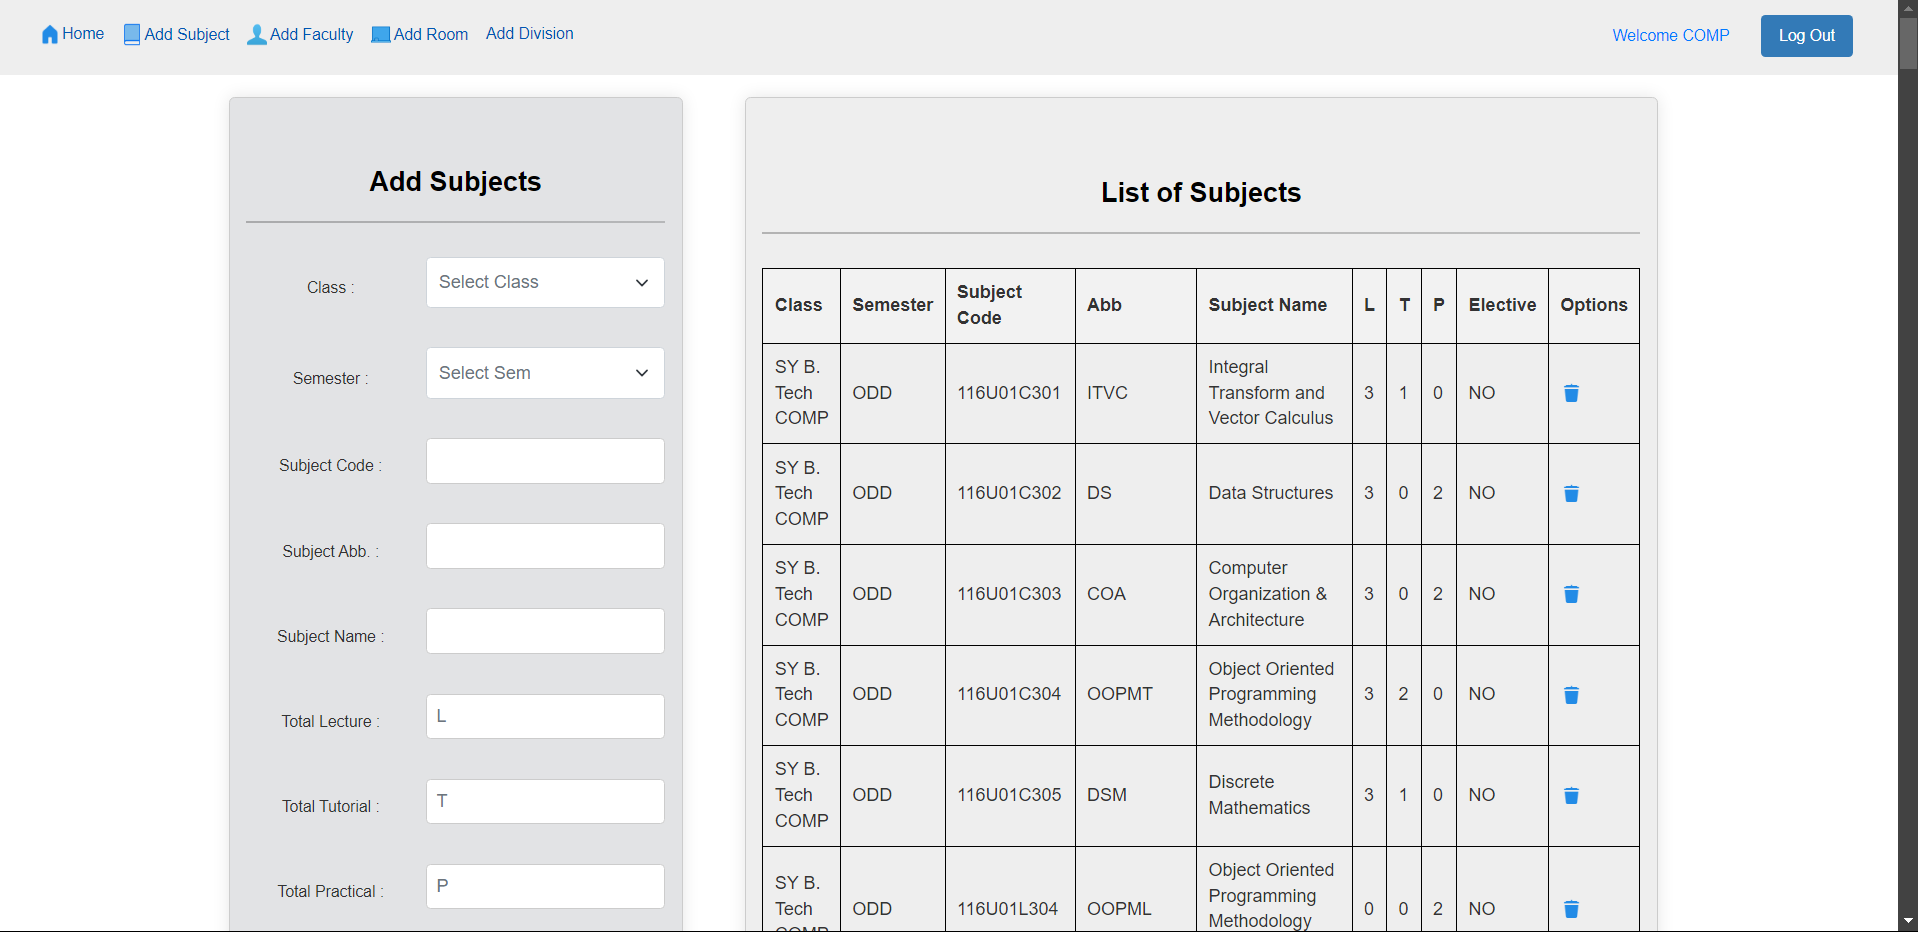 Home Add Subject Add Faculty Add Room Add Division Welcome COMP Log Out
Add Subjects
Class :
Select Class
Semester :
Select Sem
Subject Code :
Subject Abb. :
Subject Name :
Total Lecture :
L
Total Tutorial :
T
Total Practical :
P
List of Subjects
Class Semester Subject Code Abb Subject Name L T P Elective Options
SY B. Tech COMP ODD 116U01C301 ITVC Integral Transform and Vector Calculus 3 1 0 NO
SY B. Tech COMP ODD 116U01C302 DS Data Structures 3 0 2 NO
SY B. Tech COMP ODD 116U01C303 COA Computer Organization & Architecture 3 0 2 NO
SY B. Tech COMP ODD 116U01C304 OOPMT Object Oriented Programming Methodology 3 2 0 NO
SY B. Tech COMP ODD 116U01C305 DSM Discrete Mathematics 3 1 0 NO
SY B. Tech COMP ODD 116U01L304 OOPML Object Oriented Programming Methodology 0 0 2 NO